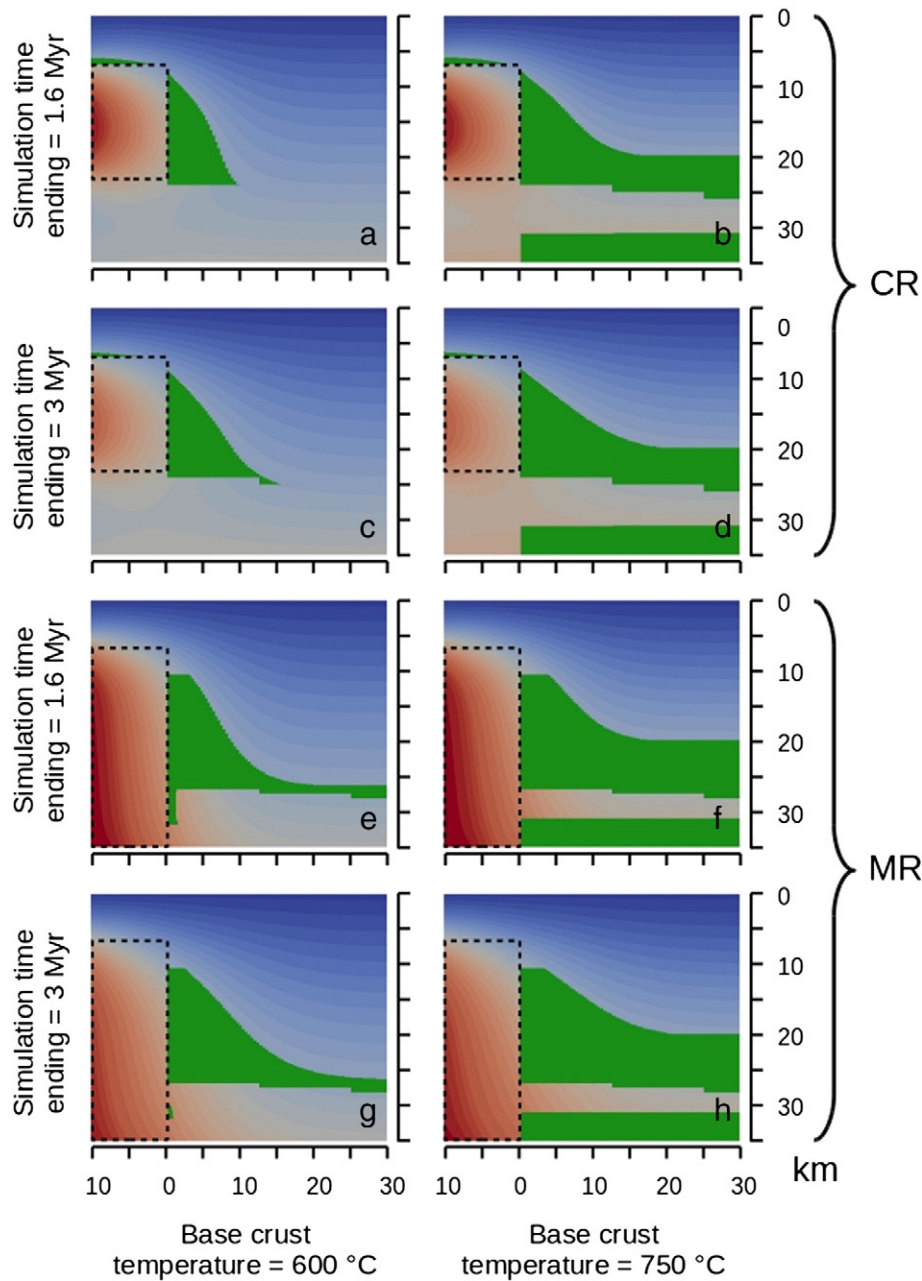 Simulation time
ending = 1.6 Myr
a
b
0
10
20
30
CR
Simulation time
ending = 3 Myr
c
d
0
10
20
30
Simulation time
ending = 1.6 Myr
e
f
0
10
20
30
MR
Simulation time
ending = 3 Myr
g
h
0
10
20
30
km
10 0 10 20 30
10 0 10 20 30
Base crust
temperature = 600 °C
Base crust
temperature = 750 °C